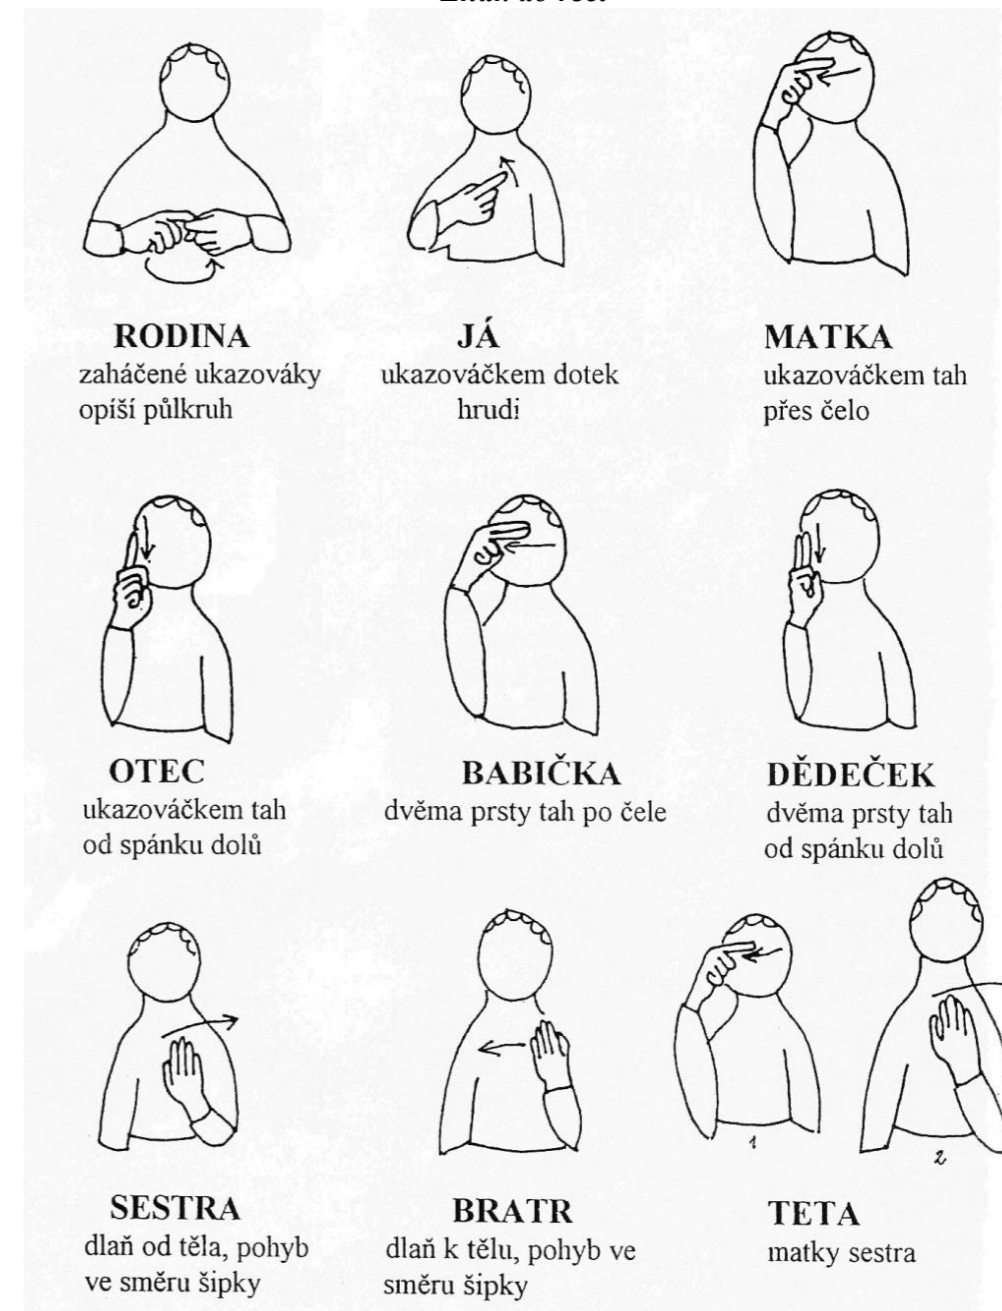 RODINA
zaháčené ukazováky
opíší půlkruh
JÁ
ukazováčkem dotek
hrudi
MATKA
ukazováčkem tah
přes čelo
OTEC
ukazováčkem tah
od spánku dolů
BABIČKA
dvěma prsty tah po čele
DĚDEČEK
dvěma prsty tah
od spánku dolů
1
2
SESTRA
dlaň od těla, pohyb
ve směru šipky
BRATR
dlaň k tělu, pohyb ve
směru šipky
TETA
matky sestra